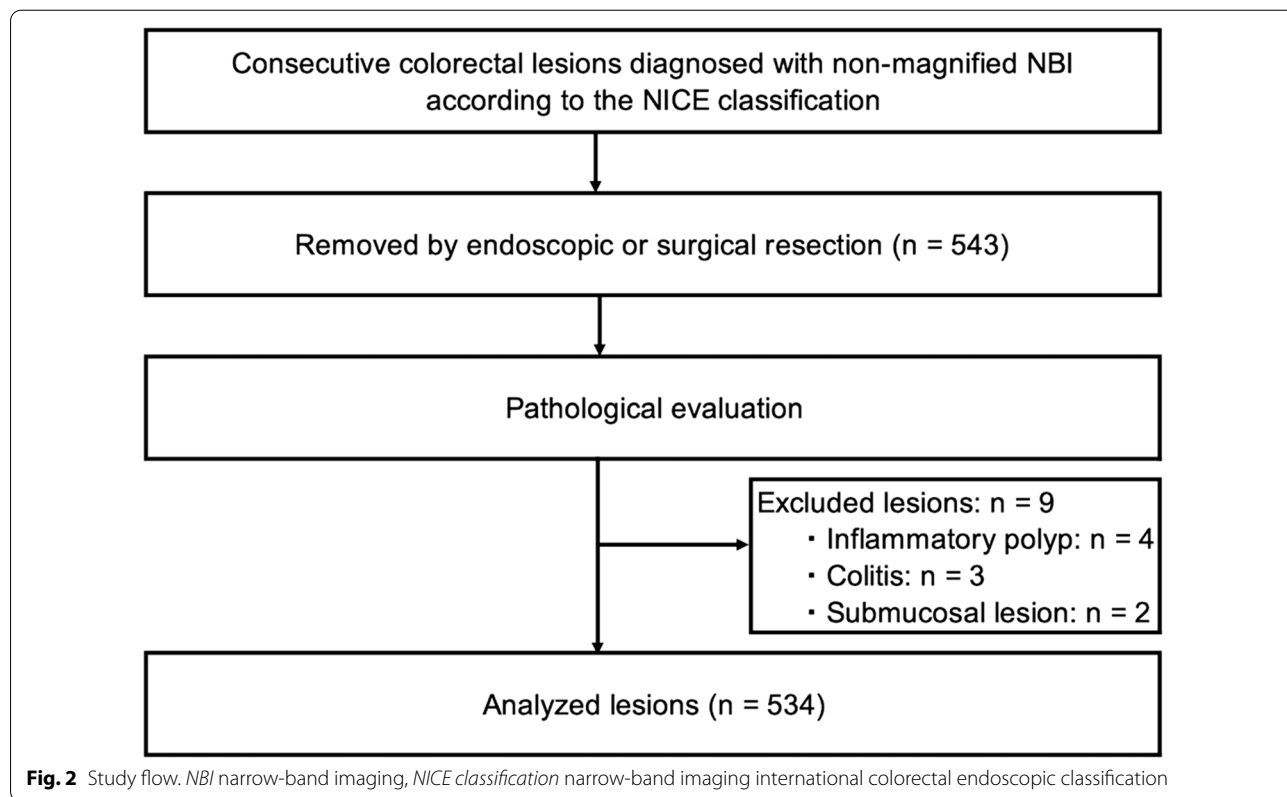 Consecutive colorectal lesions diagnosed with non-magnified NBI
according to the NICE classification
Removed by endoscopic or surgical resection (n = 543)
Pathological evaluation
Excluded lesions: n = 9
・Inflammatory polyp: n = 4
・Colitis: n = 3
・Submucosal lesion: n = 2
Analyzed lesions (n = 534)
Fig. 2 Study flow. NBI narrow-band imaging, NICE classification narrow-band imaging international colorectal endoscopic classification